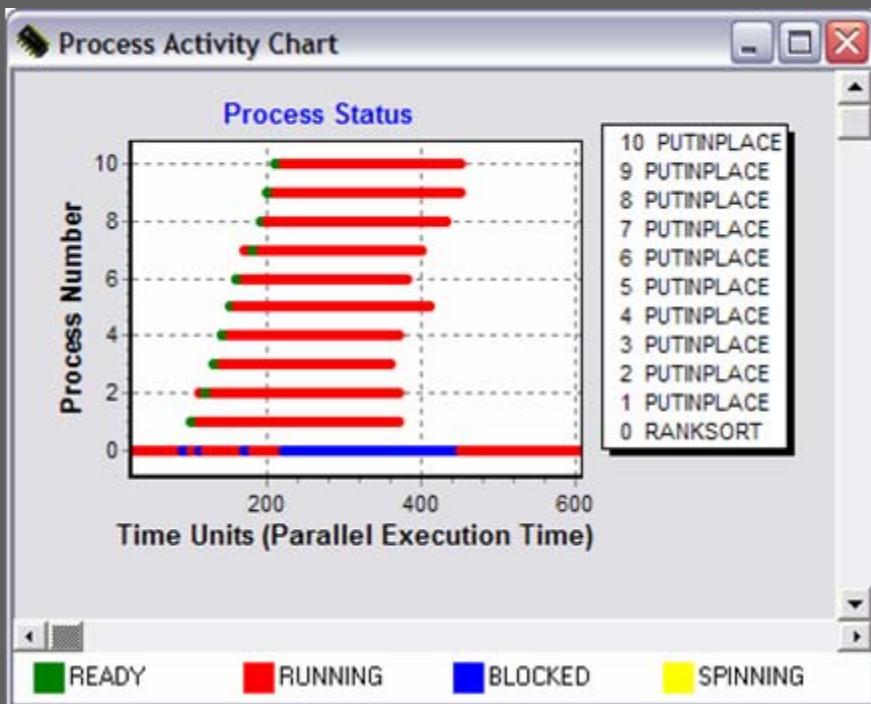 Process Activity Chart
Process Status
10
8
6
4
2
0
Process Number
200 400 600
Time Units (Parallel Execution Time)
10 PUTINPLACE
9 PUTINPLACE
8 PUTINPLACE
7 PUTINPLACE
6 PUTINPLACE
5 PUTINPLACE
4 PUTINPLACE
3 PUTINPLACE
2 PUTINPLACE
1 PUTINPLACE
0 RANKSORT
READY RUNNING BLOCKED SPINNING